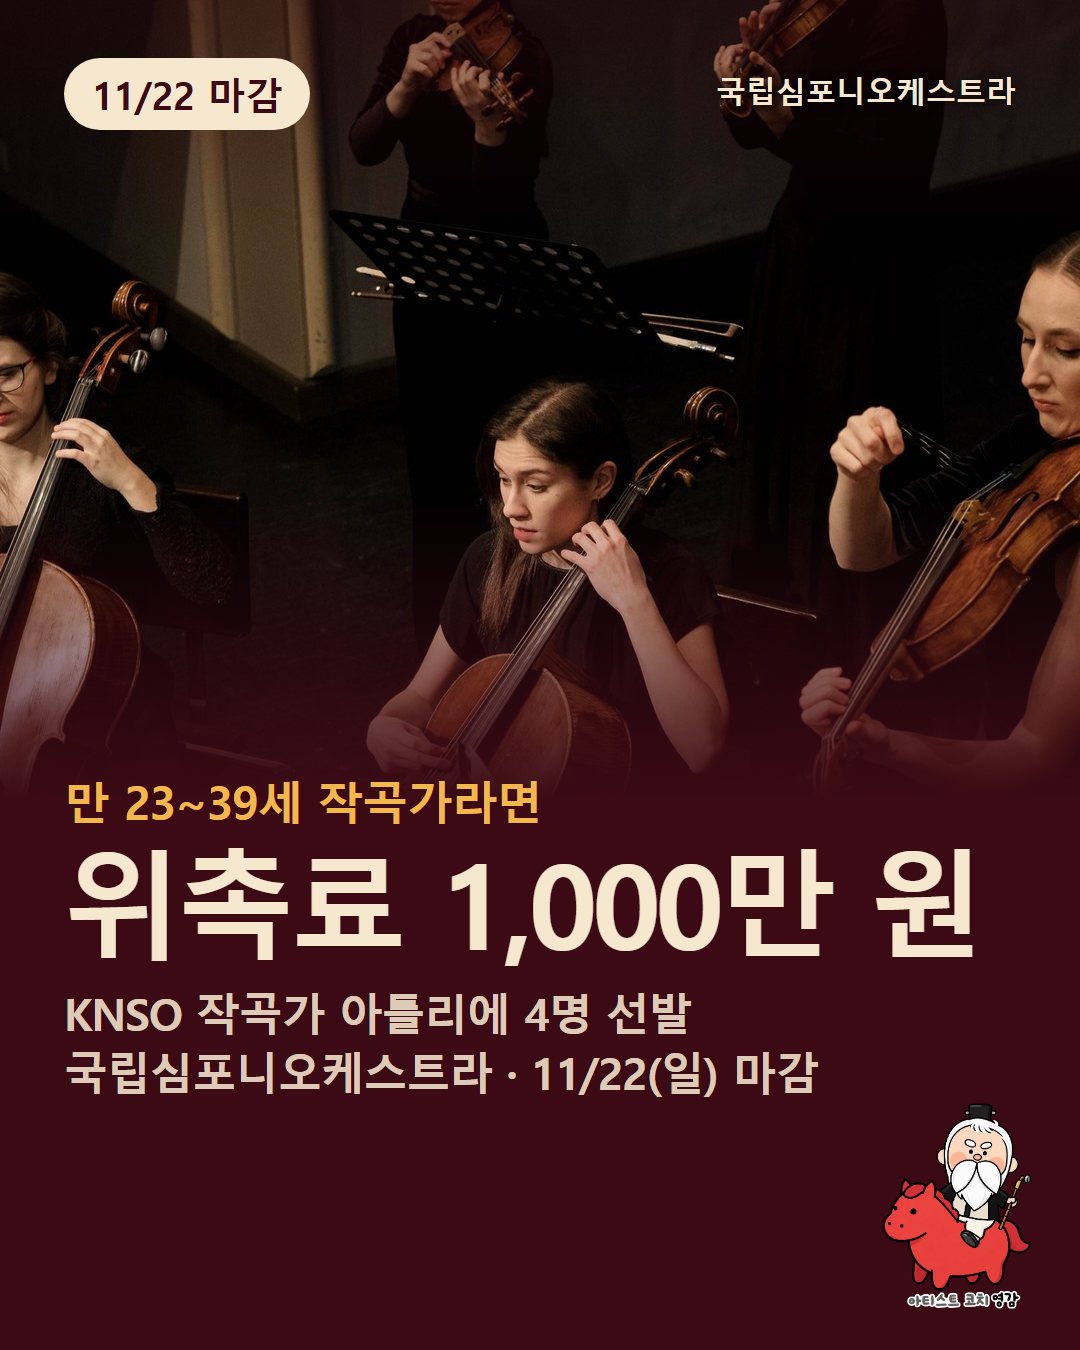 11/22 마감
국립심포니오케스트라
만 23~39세 작곡가라면
위촉료 1,000만 원
KNSO 작곡가 아틀리에 4명 선발
국립심포니오케스트라 · 11/22(일) 마감
아티스트 코치 영감